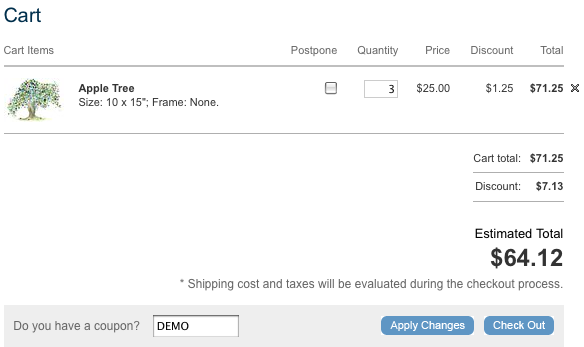 Cart
Cart Items Postpone Quantity Price Discount Total
Apple Tree 3 $25.00 $1.25 $71.25
Size: 10 x 15"; Frame: None.
Cart total: $71.25
Discount: $7.13
Estimated Total
$64.12
* Shipping cost and taxes will be evaluated during the checkout process.
Do you have a coupon? DEMO Apply Changes Check Out